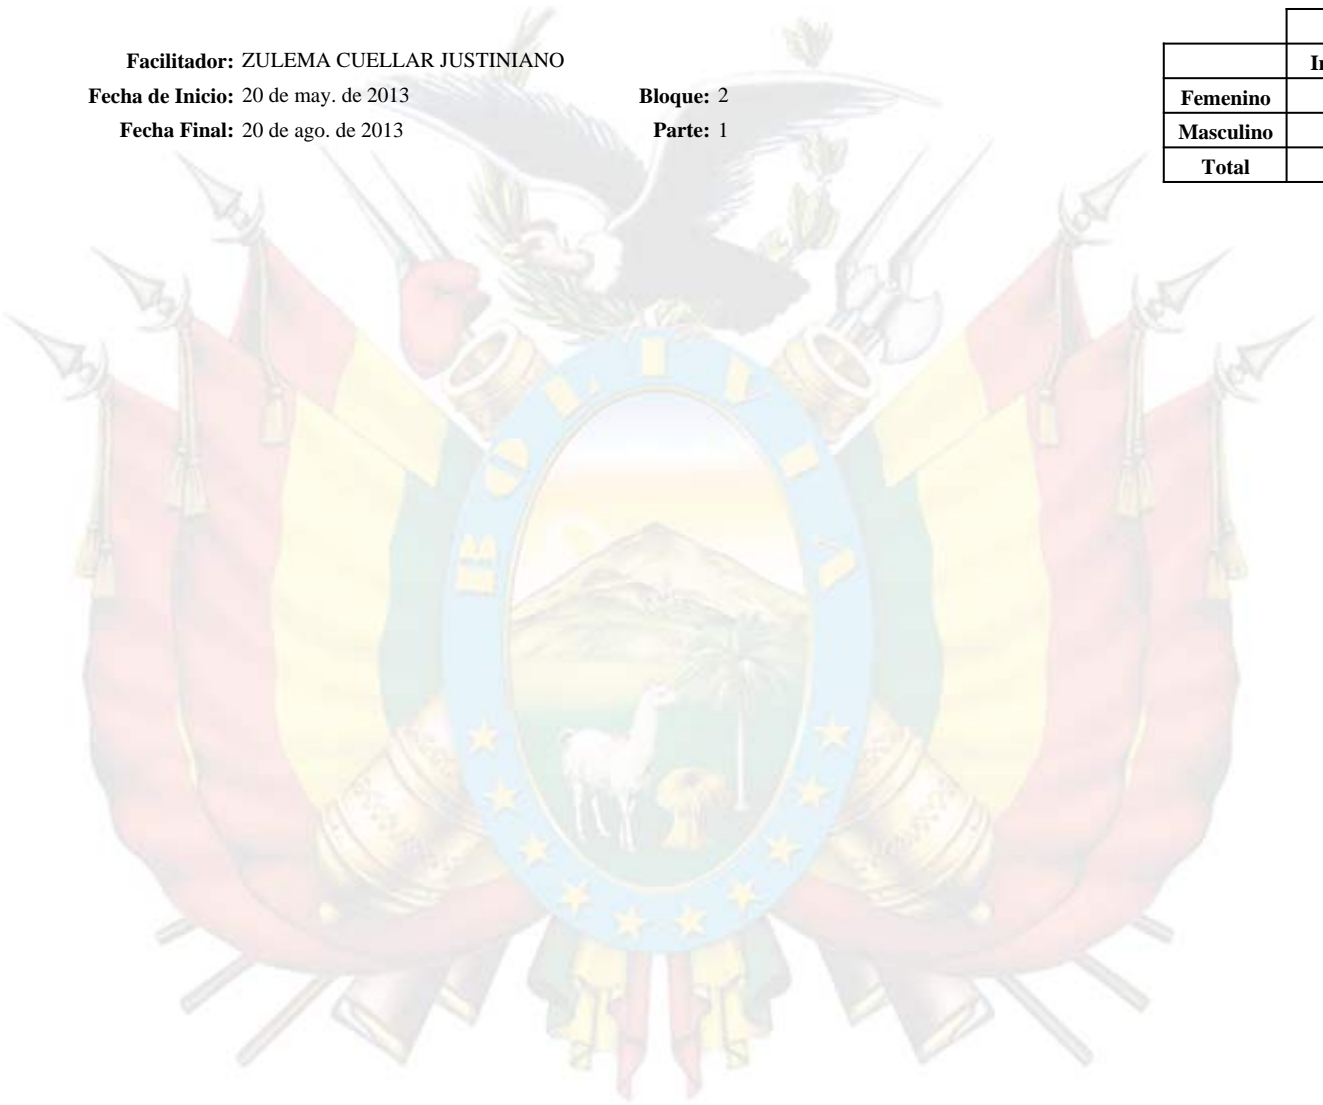 Facilitador: ZULEMA CUELLAR JUSTINIANO
Fecha de Inicio: 20 de may. de 2013 Bloque: 2
Fecha Final: 20 de ago. de 2013 Parte: 1
Femenino
Masculino
Total
BOLIVIA